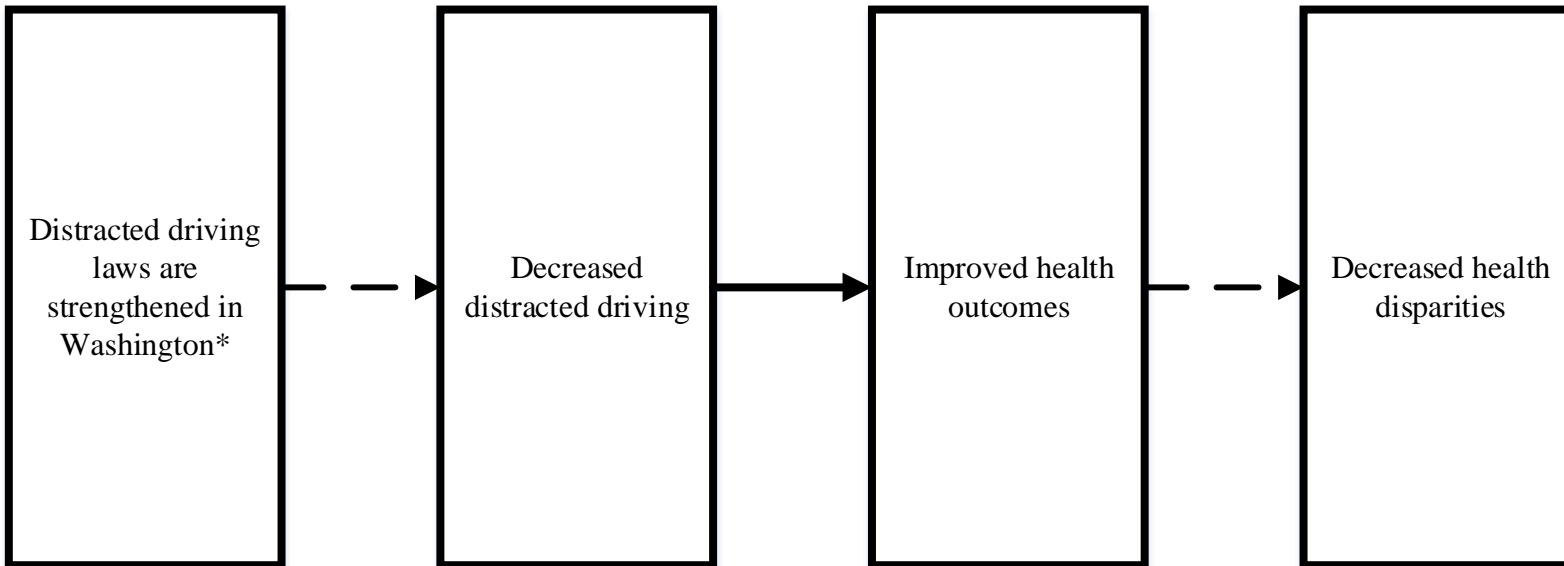 Distracted driving
laws are
strengthened in
Washington*
Decreased
distracted driving
Improved health
outcomes
Decreased health
disparities